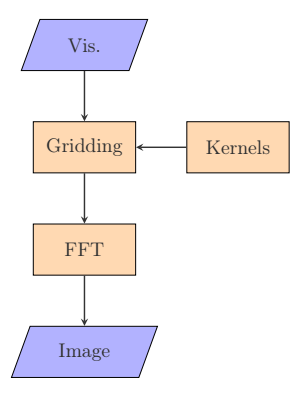 Vis.
Gridding
Kernels
FFT
Image